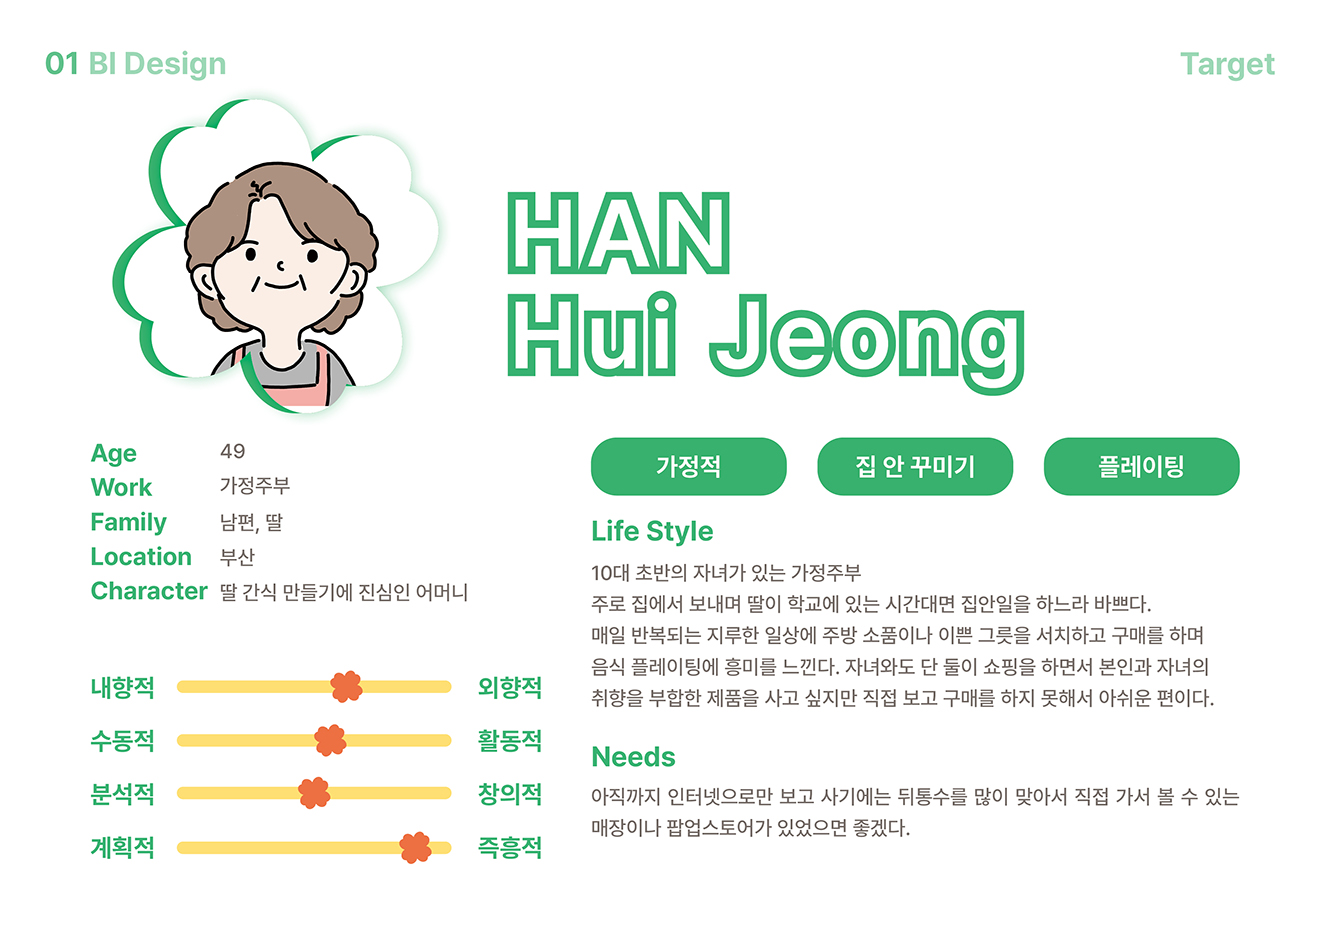 01 BI Design
Target
HAN
Hui Jeong
Age 49
Work 가정주부
Family 남편, 딸
Location 부산
Character 딸 간식 만들기에 진심인 어머니
내향적 외향적
수동적 활동적
분석적 창의적
계획적 즉흥적
가정적 집 안 꾸미기 플레이팅
Life Style
10대 초반의 자녀가 있는 가정주부
주로 집에서 보내며 딸이 학교에 있는 시간대면 집안일을 하느라 바쁘다.
매일 반복되는 지루한 일상에 주방 소품이나 이쁜 그릇을 서치하고 구매를 하며
음식 플레이팅에 흥미를 느낀다. 자녀와도 단 둘이 쇼핑을 하면서 본인과 자녀의
취향을 부합한 제품을 사고 싶지만 직접 보고 구매를 하지 못해서 아쉬운 편이다.
Needs
아직까지 인터넷으로만 보고 사기에는 뒤통수를 많이 맞아서 직접 가서 볼 수 있는
매장이나 팝업스토어가 있었으면 좋겠다.